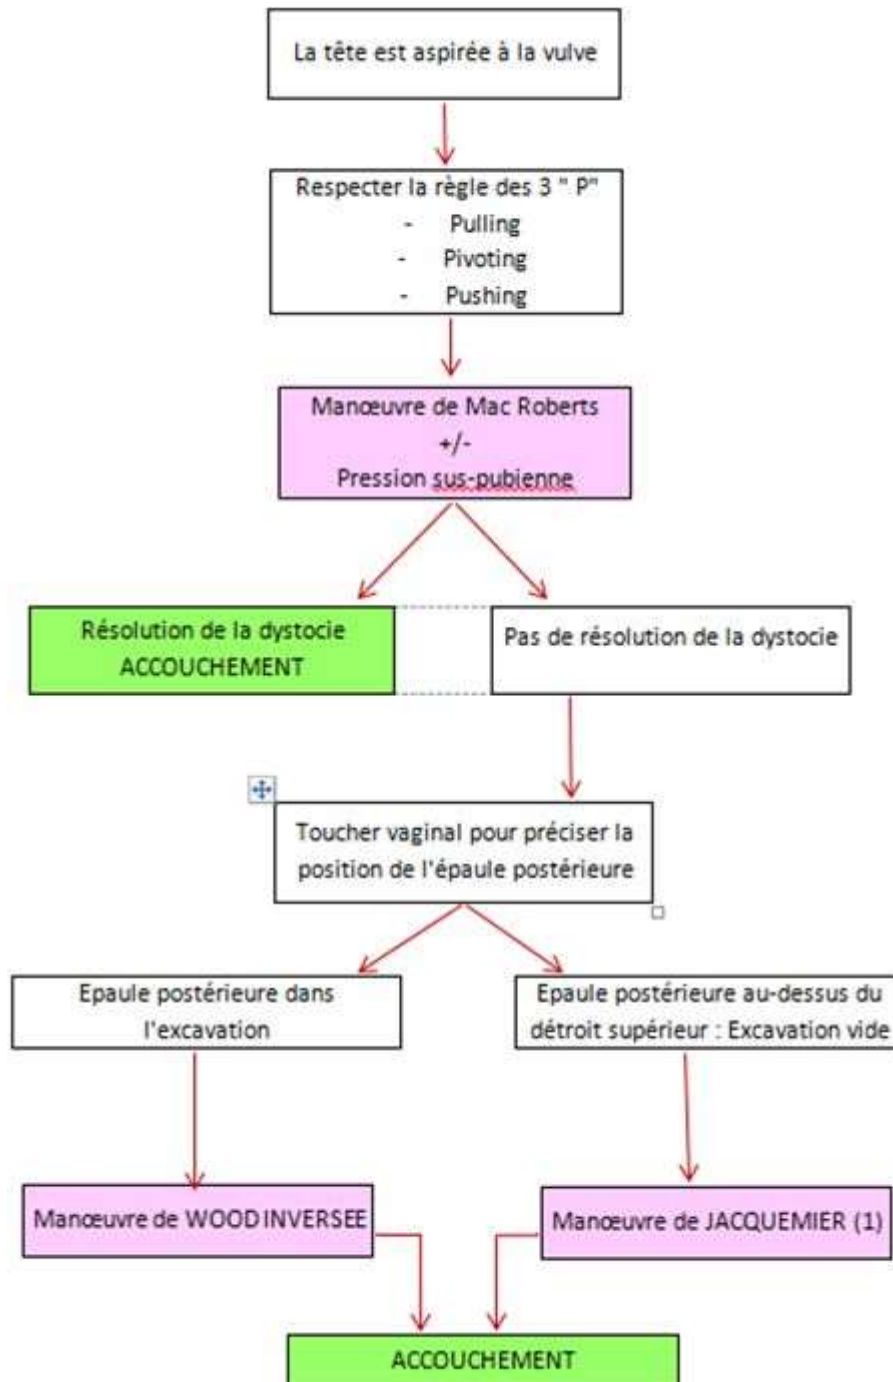 La tête est aspirée à la vulve
Respecter la règle des 3 " P"
- Pulling
- Pivoting
- Pushing
Manœuvre de Mac Roberts
+/-
Pression sus-pubienne
Résolution de la dystocie
ACCOUCHEMENT
Pas de résolution de la dystocie
Toucher vaginal pour préciser la
position de l'épaule postérieure
Epaule postérieure dans
l'excavation
Epaule postérieure au-dessus du
détroit supérieur : Excavation vide
Manœuvre de WOOD INVERSEE
Manœuvre de JACQUEMIER (1)
ACCOUCHEMENT